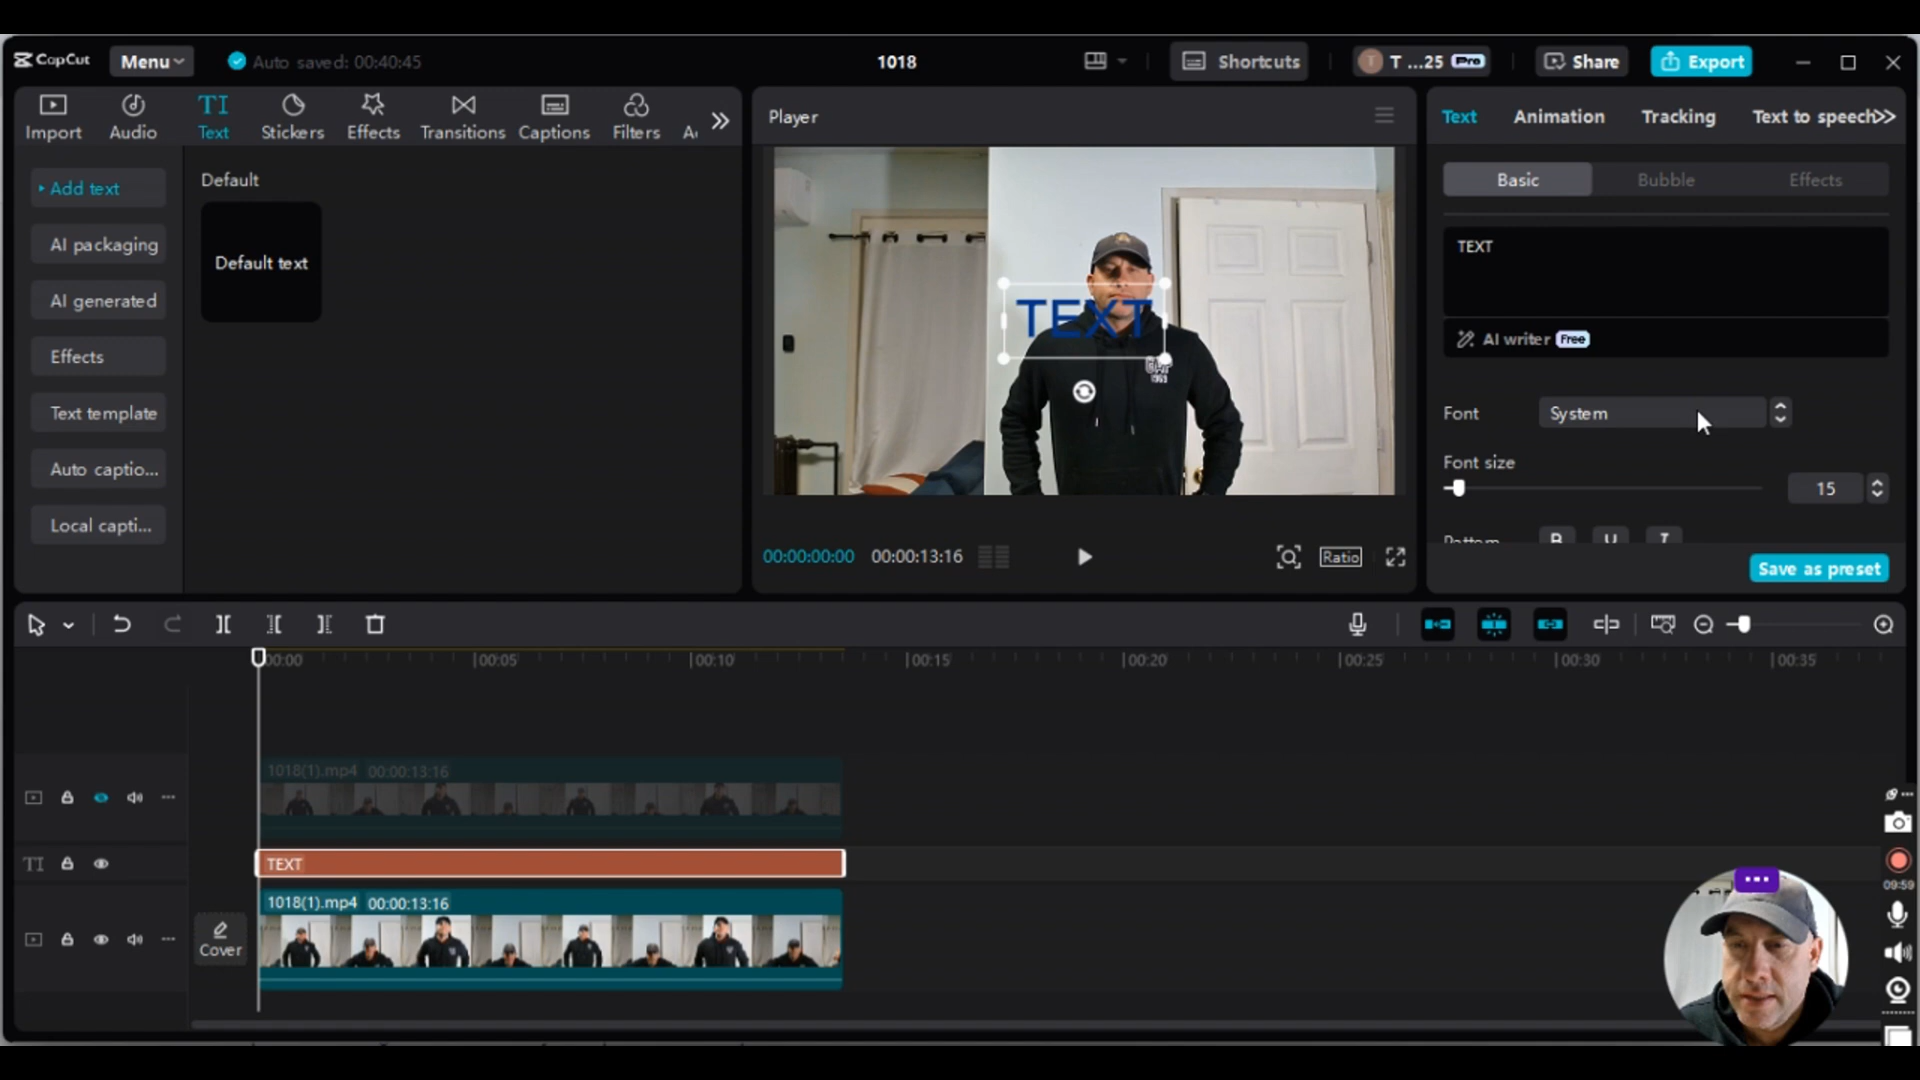 CapCut Menu Auto saved: 00:40:45 1018 Shortcuts T ...25 Pro Share Export
Import Audio TI Text Stickers Effects Transitions Captions Filters
Add text
AI packaging
AI generated
Effects
Text template
Auto captio...
Local capti...
Default
Default text
Player
TEXT
1969
00:00:00:00 00:00:13:16 Ratio
Text Animation Tracking Text to speech
Basic Bubble Effects
TEXT
AI writer Free
Font System
Font size
15
Pattern B U I
Save as preset
00:00 00:05 00:10 00:15 00:20 00:25 00:30 00:35
1018(1).mp4 00:00:13:16
TI TEXT
1018(1).mp4 00:00:13:16
Cover
09:59